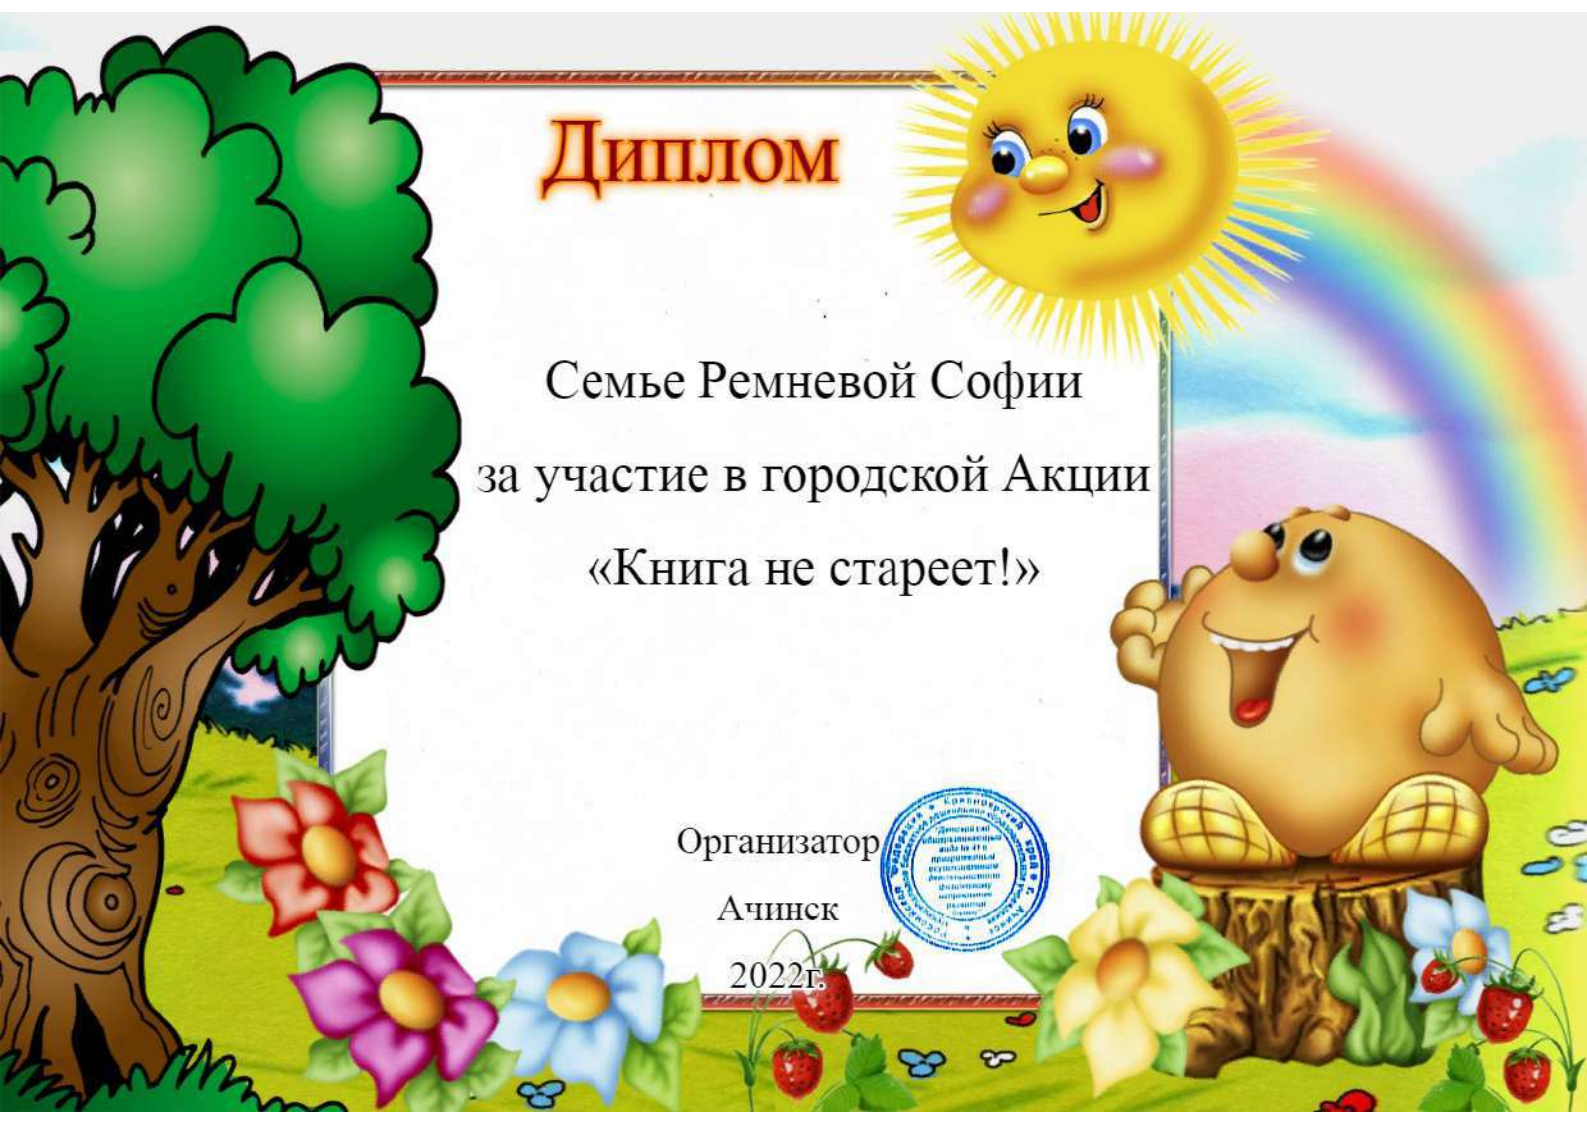 Диплом
Семье Ремневой Софии
за участие в городской Акции
«Книга не стареет!»
Организатор
Ачинск
2022г.